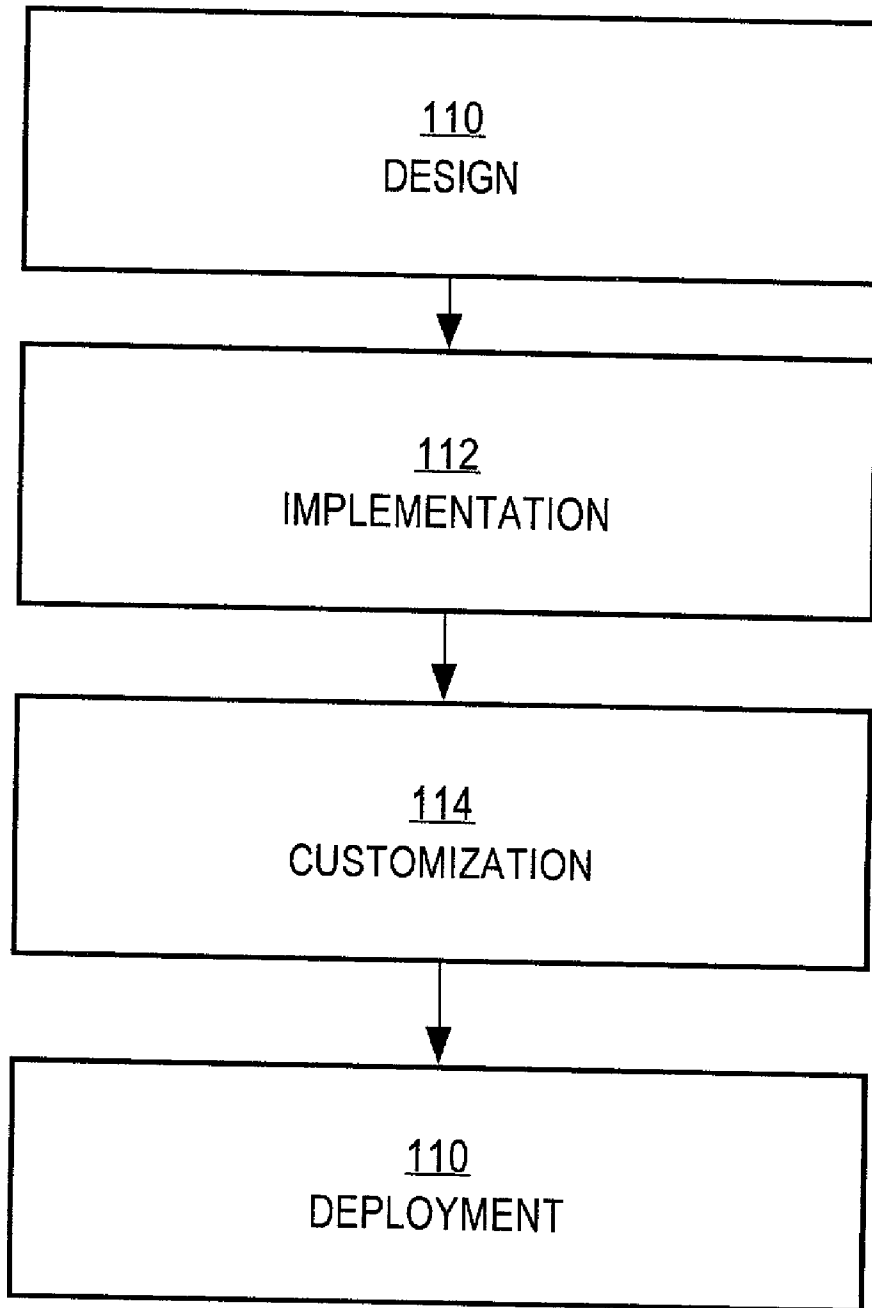 110
DESIGN
112
IMPLEMENTATION
114
CUSTOMIZATION
110
DEPLOYMENT